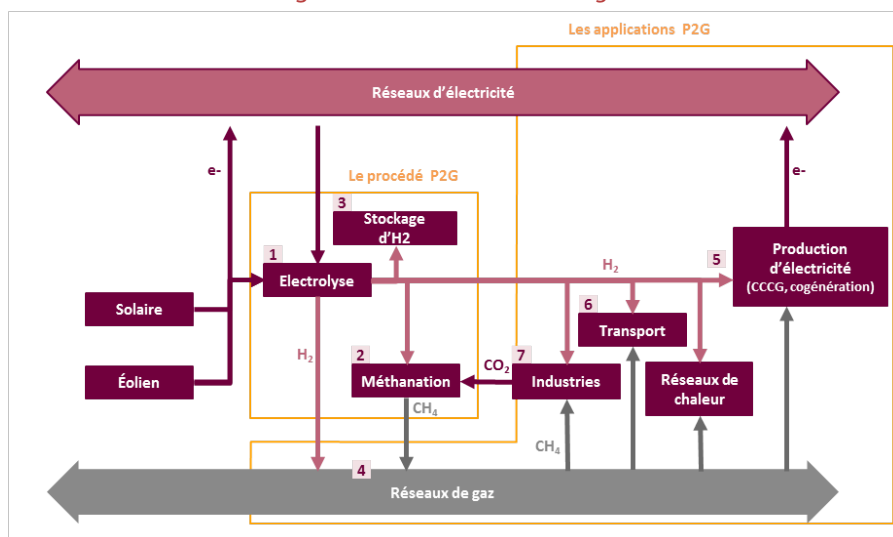 Les applications P2G
Réseaux d'électricité
e-
e-
Le procédé P2G
3
Stockage
d'H2
1
Electrolyse
H2
5
Production
d'électricité
(CCCG, cogénération)
Solaire
6
Transport
H2
2
CO2
7
Éolien
Méthanation
Industries
Réseaux de
chaleur
CH4
CH4
4
Réseaux de gaz